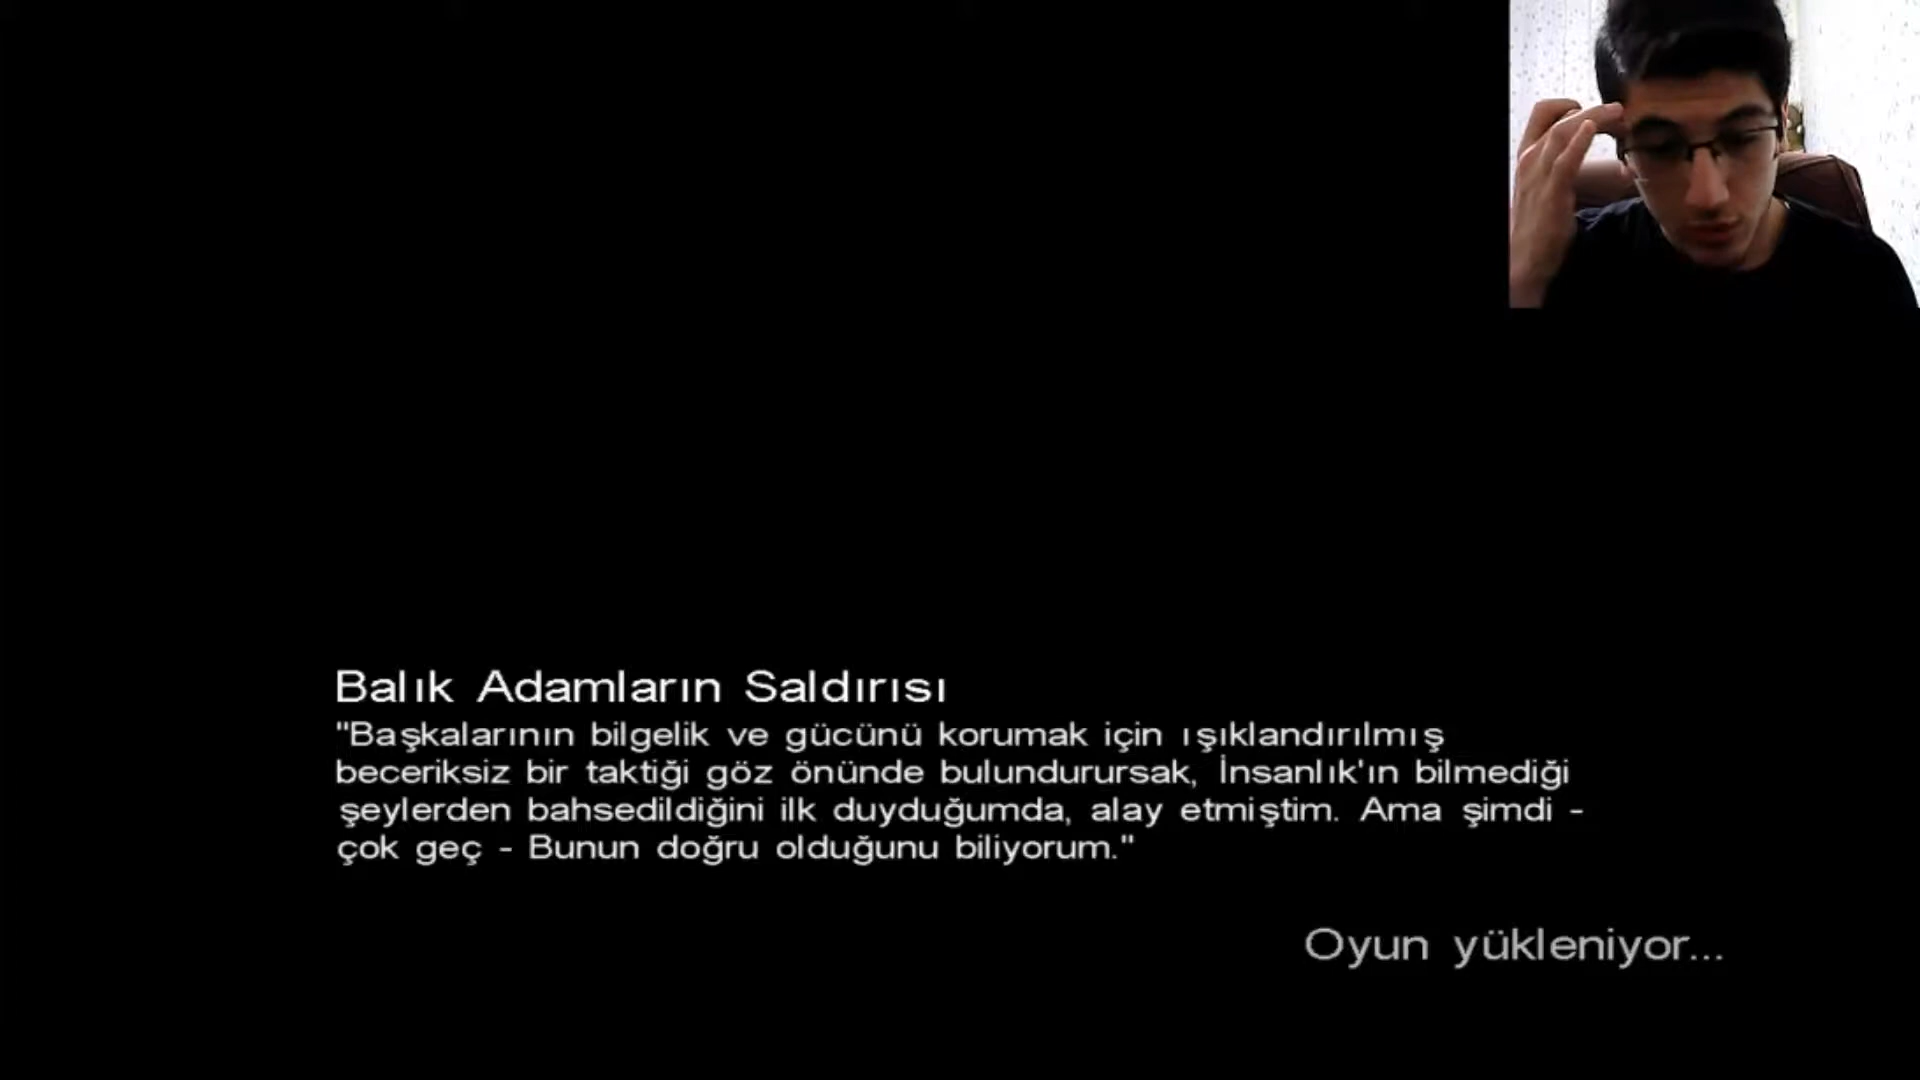 Balık Adamların Saldırısı
"Başkalarının bilgelik ve gücünü korumak için ışıklandırılmış
beceriksiz bir taktiği göz önünde bulundurursak, İnsanlık'ın bilmediği
şeylerden bahsedildiğini ilk duyduğumda, alay etmiştim. Ama şimdi -
çok geç - Bunun doğru olduğunu biliyorum."
Oyun yükleniyor...